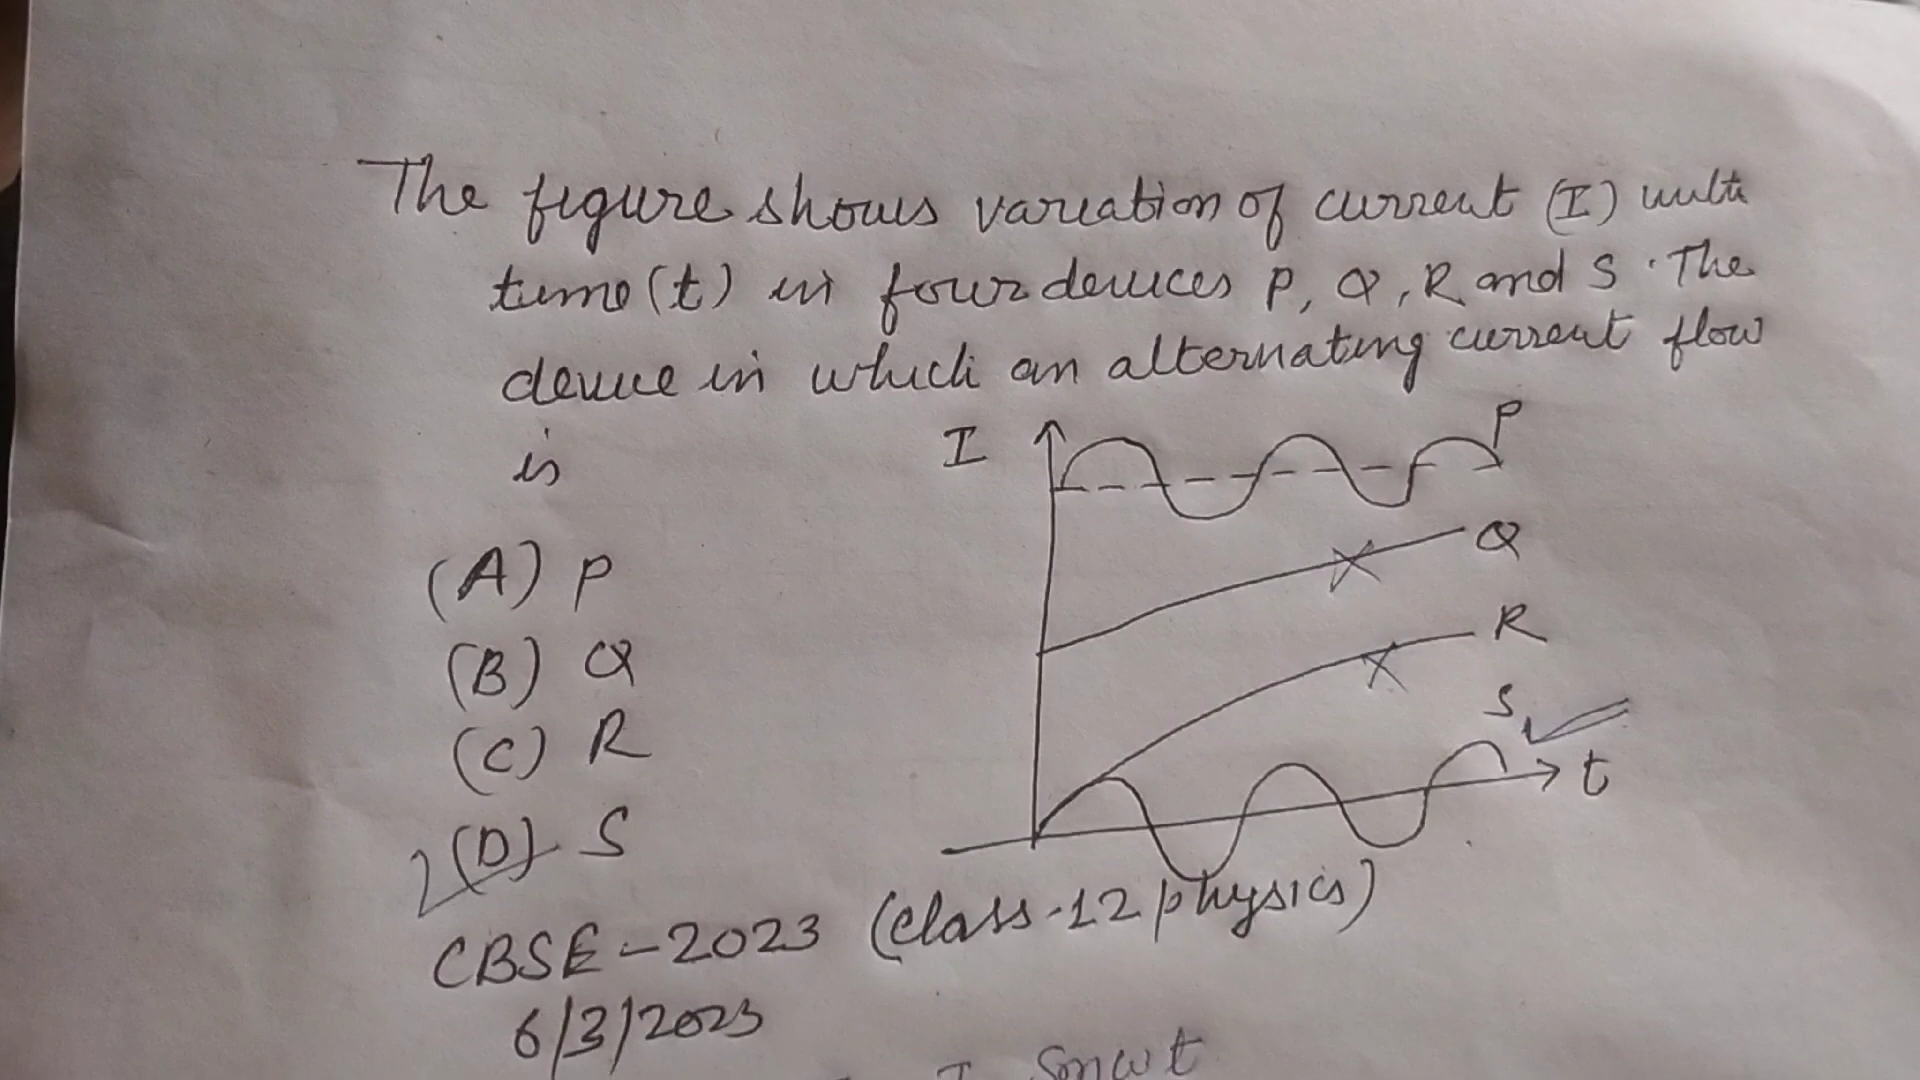 The figure shows variation of current (I) with
time (t) in four devices P, Q, R and S. The
device in which an alternating current flow
is
I
P
Q
R
S
t
(A) P
(B) Q
(C) R
(D) S
CBSE-2023 (Class-12 physics)
6/3/2023
I Sinwt